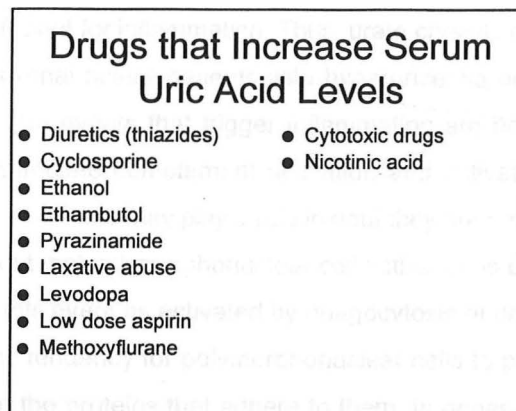 Drugs that Increase Serum
Uric Acid Levels
• Diuretics (thiazides)
• Cyclosporine
• Ethanol
• Ethambutol
• Pyrazinamide
• Laxative abuse
• Levodopa
• Low dose aspirin
• Methoxyflurane
• Cytotoxic drugs
• Nicotinic acid